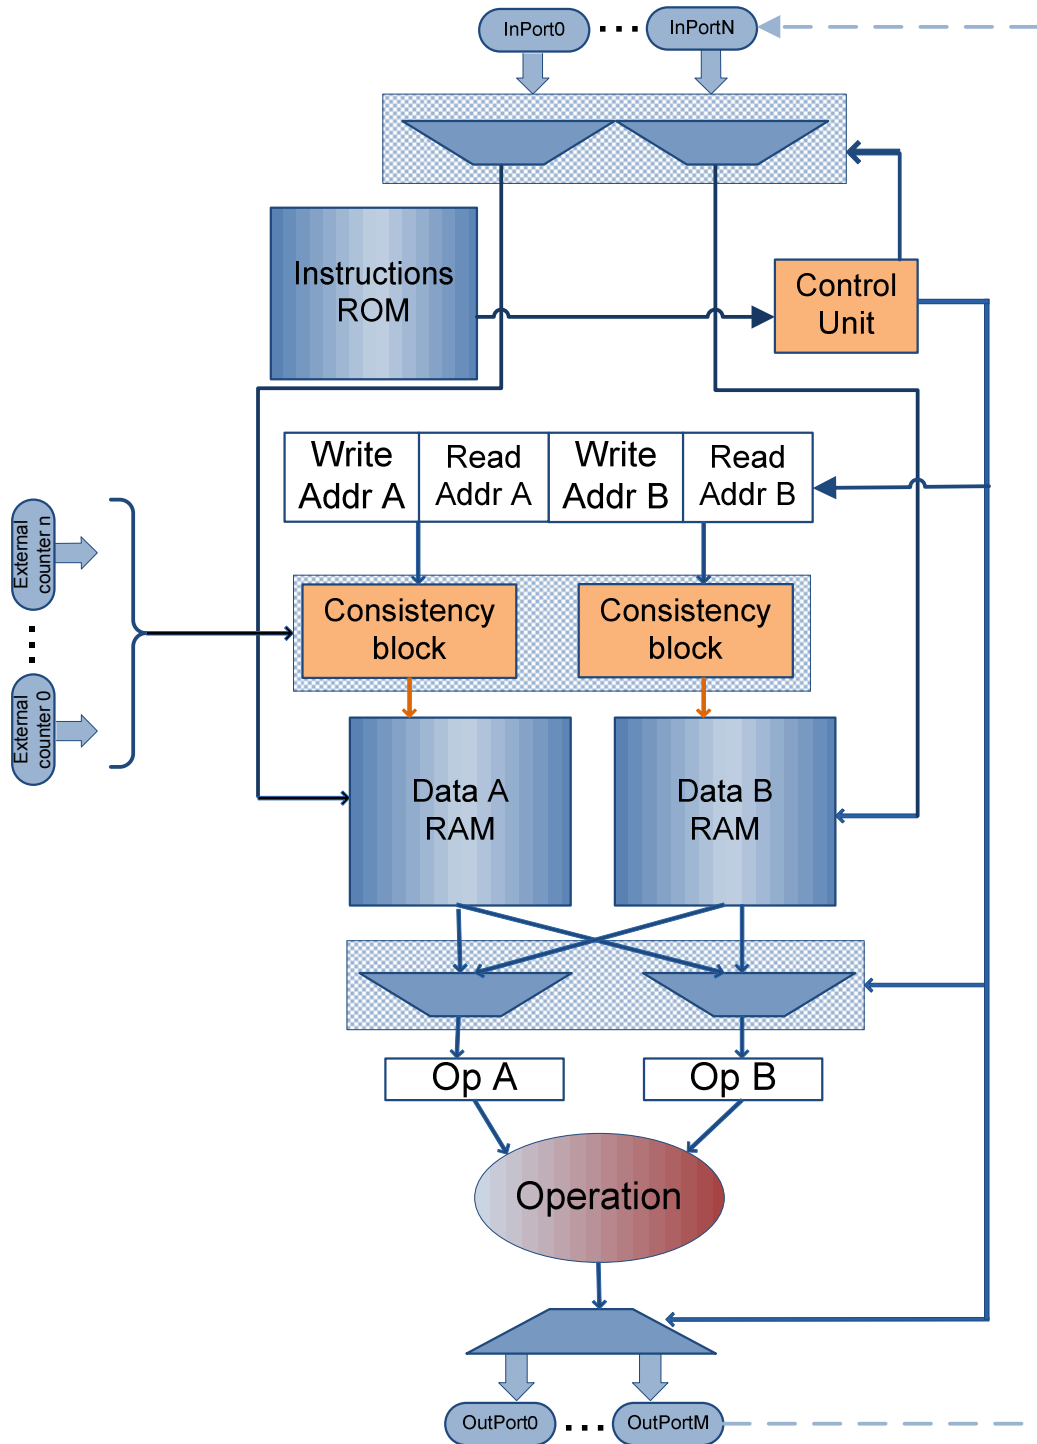 InPort0 ... InPortN
Instructions
ROM
Control
Unit
Write
Addr A
Read
Addr A
Write
Addr B
Read
Addr B
External
counter n
...
External
counter 0
Consistency
block
Consistency
block
Data A
RAM
Data B
RAM
Op A
Op B
Operation
OutPort0 ... OutPortM